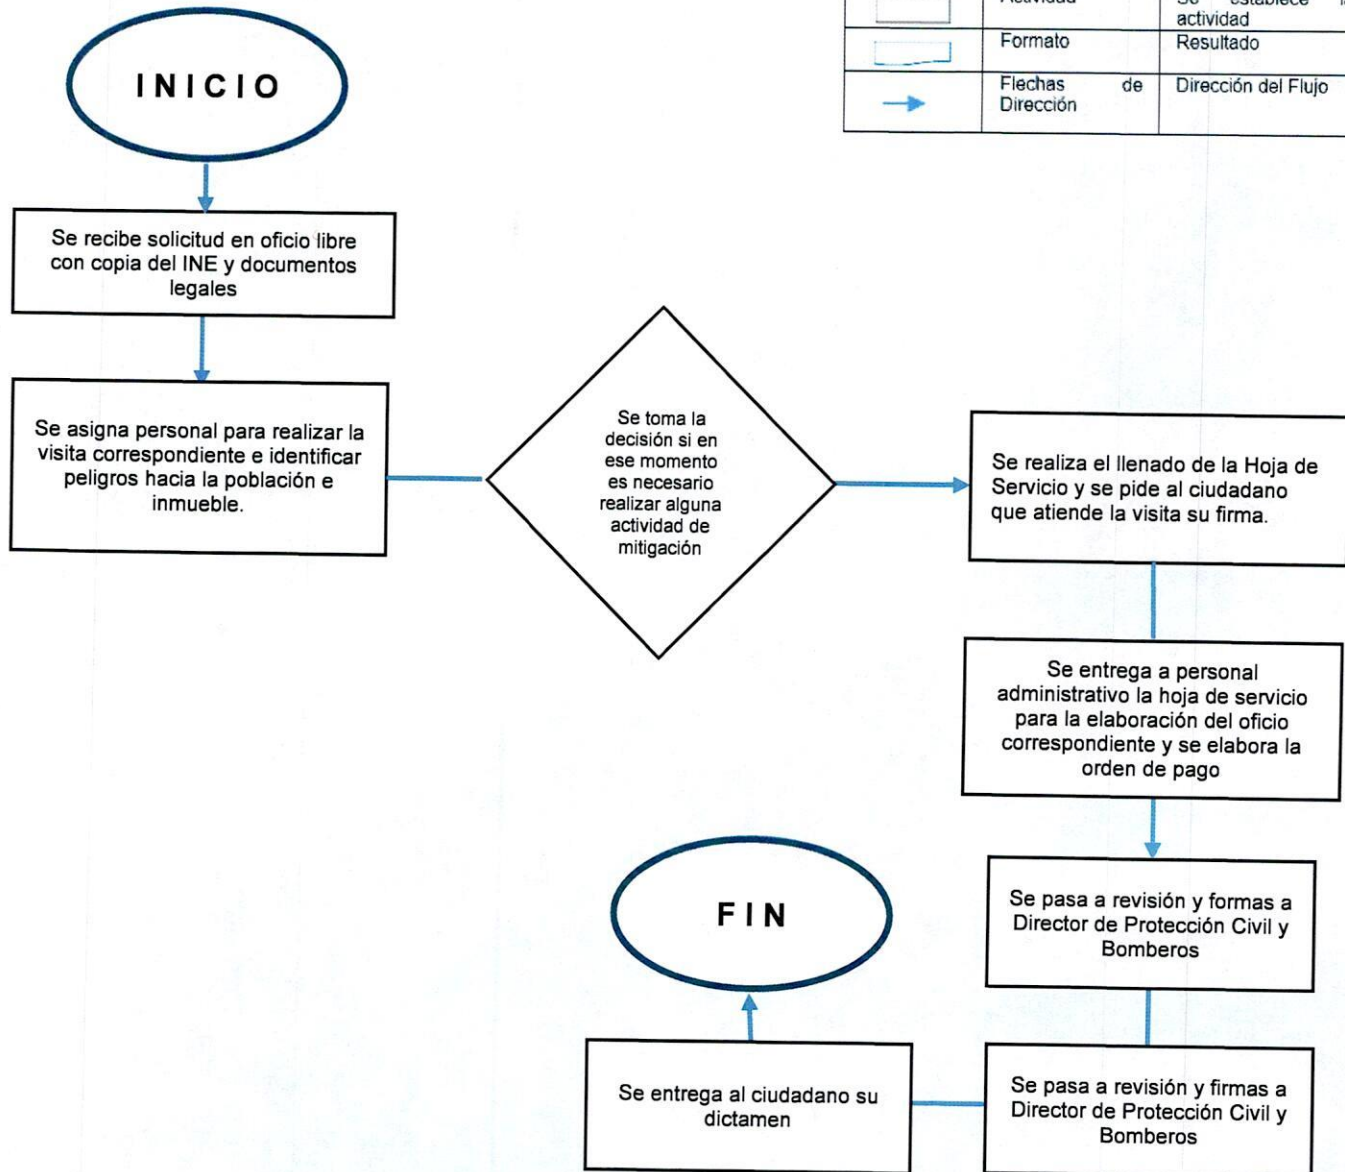 actividad
Formato
Resultado
Flechas de
Dirección
Dirección del Flujo
INICIO
Se recibe solicitud en oficio libre
con copia del INE y documentos
legales
Se asigna personal para realizar la
visita correspondiente e identificar
peligros hacia la población e
inmueble.
Se toma la
decisión si en
ese momento
es necesario
realizar alguna
actividad de
mitigación
Se realiza el llenado de la Hoja de
Servicio y se pide al ciudadano
que atiende la visita su firma.
Se entrega a personal
administrativo la hoja de servicio
para la elaboración del oficio
correspondiente y se elabora la
orden de pago
Se pasa a revisión y formas a
Director de Protección Civil y
Bomberos
Se pasa a revisión y firmas a
Director de Protección Civil y
Bomberos
Se entrega al ciudadano su
dictamen
FIN